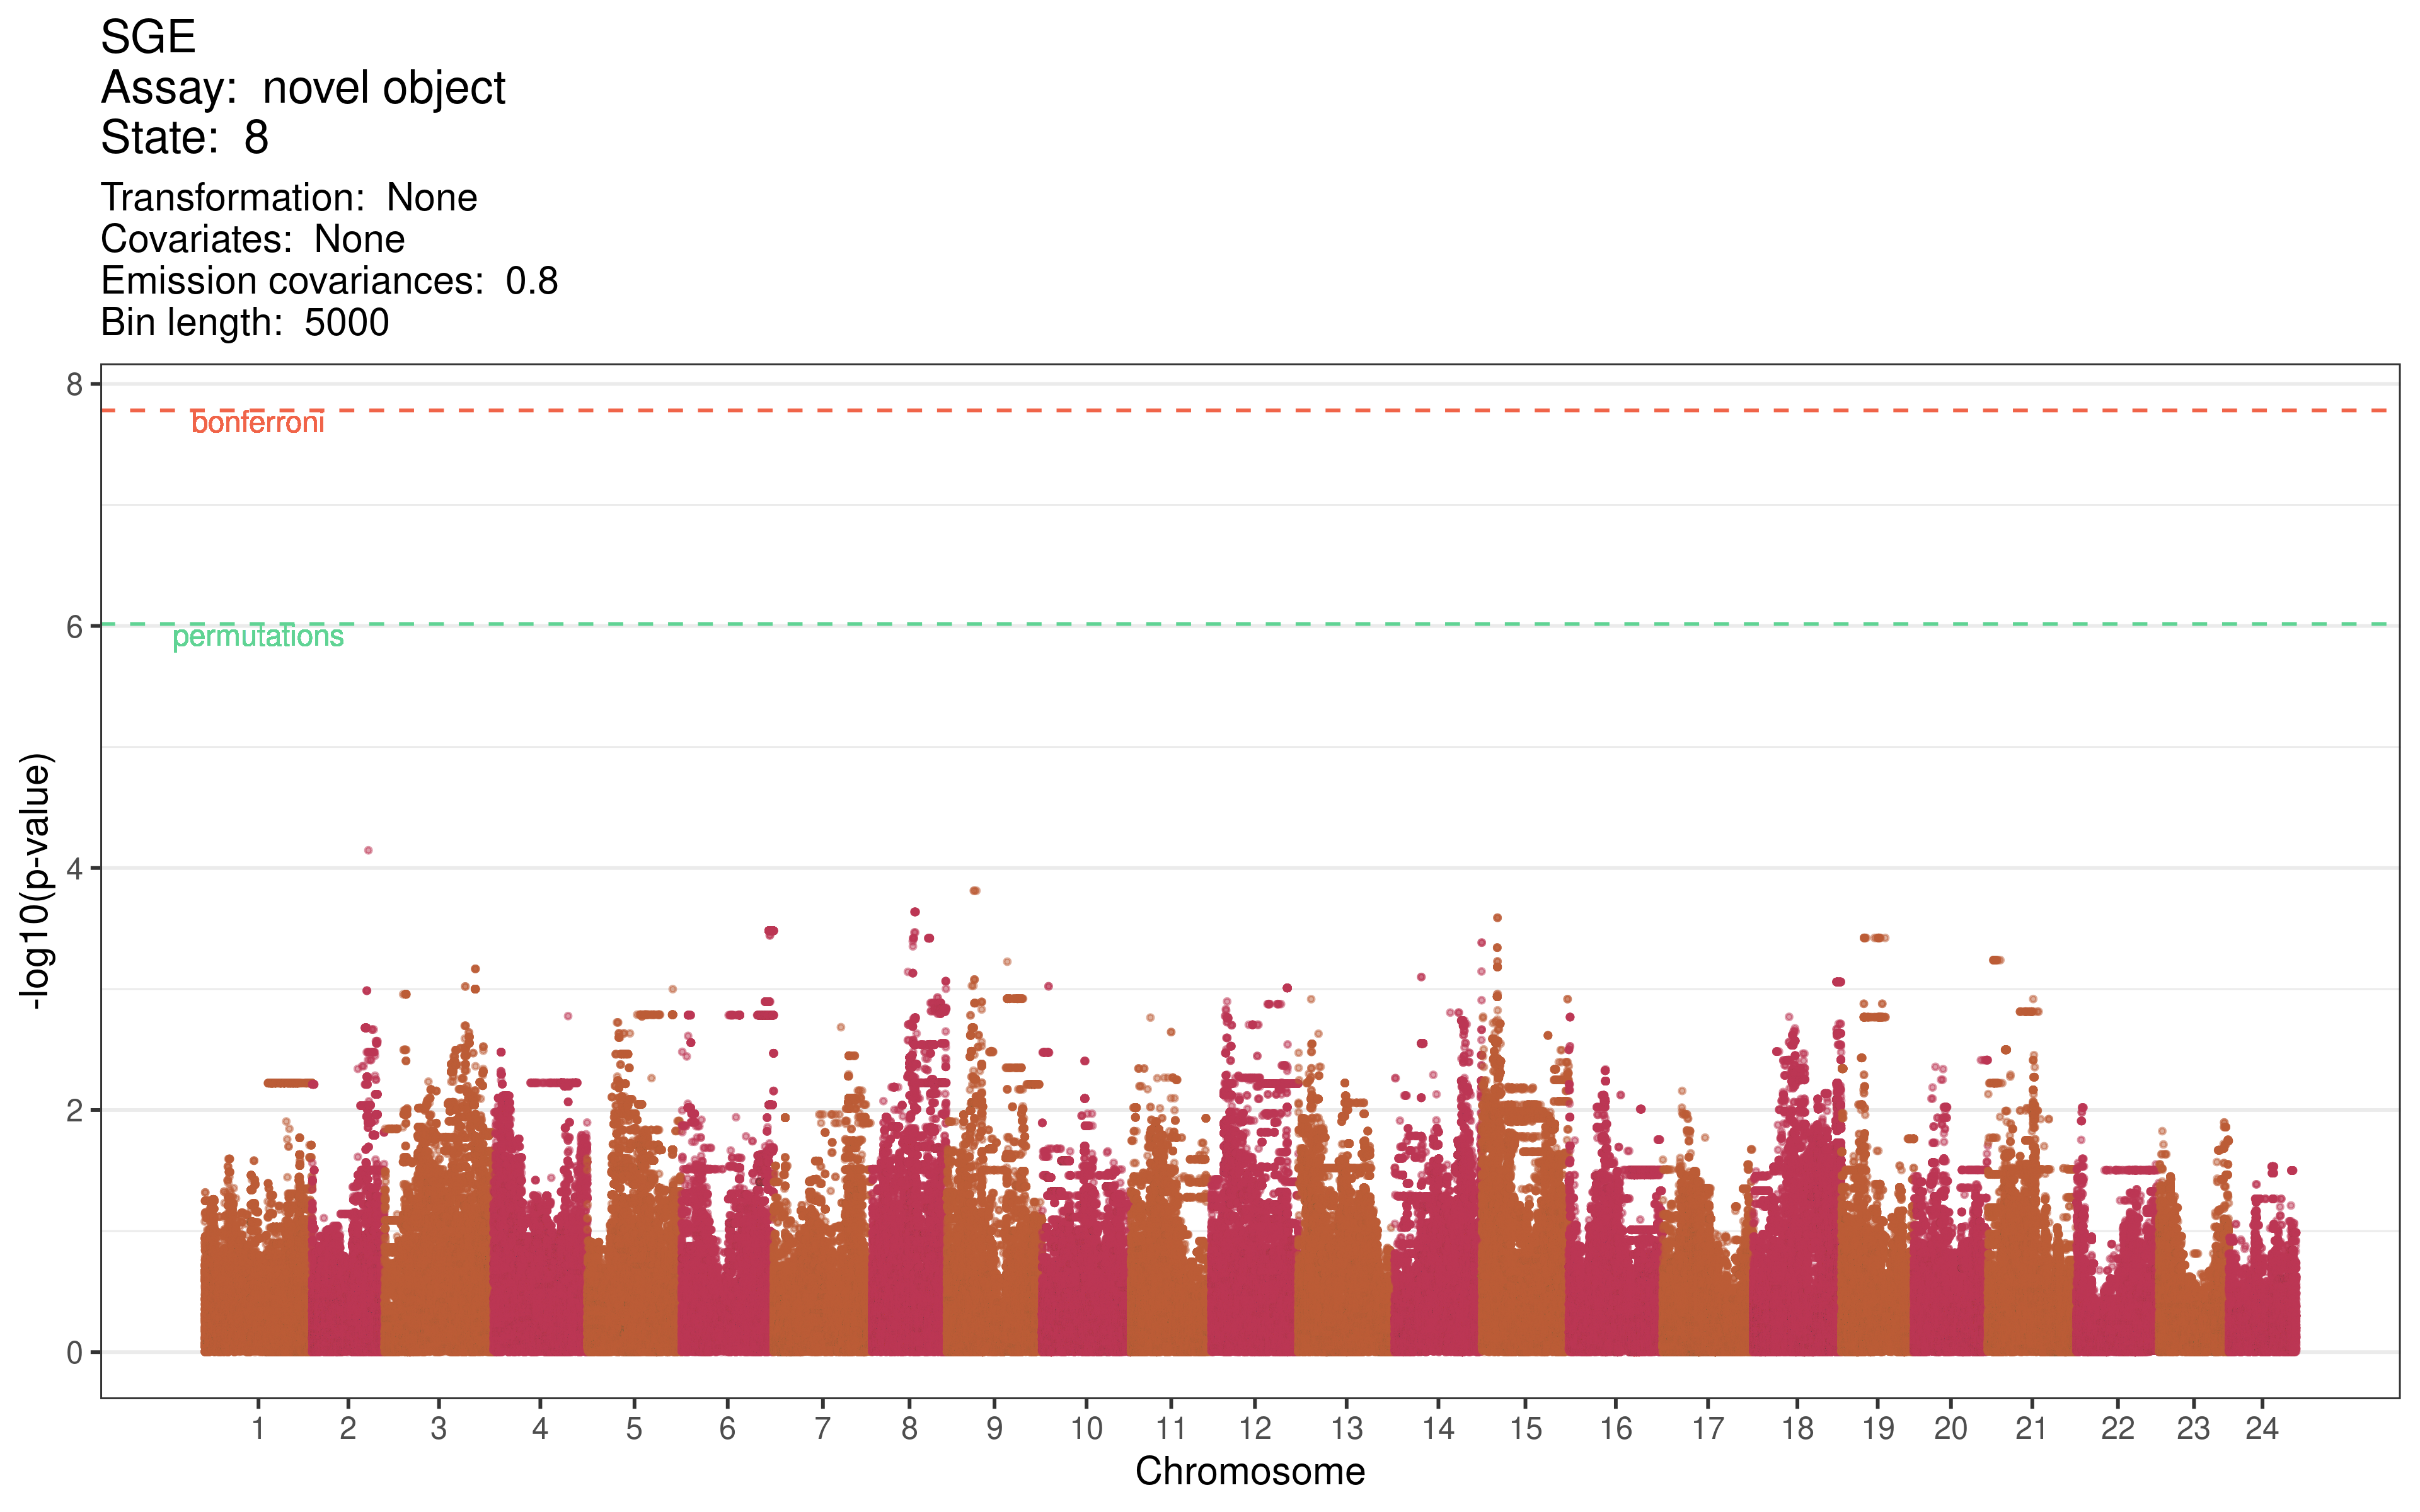 SGE
Assay:  novel object
State:  8
Transformation:  None
Covariates:  None
Emission covariances:  0.8
Bin length:  5000
8
bonferroni
6
permutations
4
2
0
-log10(p-value)
1 2 3 4 5 6 7 8 9 10 11 12 13 14 15 16 17 18 19 20 21 22 23 24
Chromosome